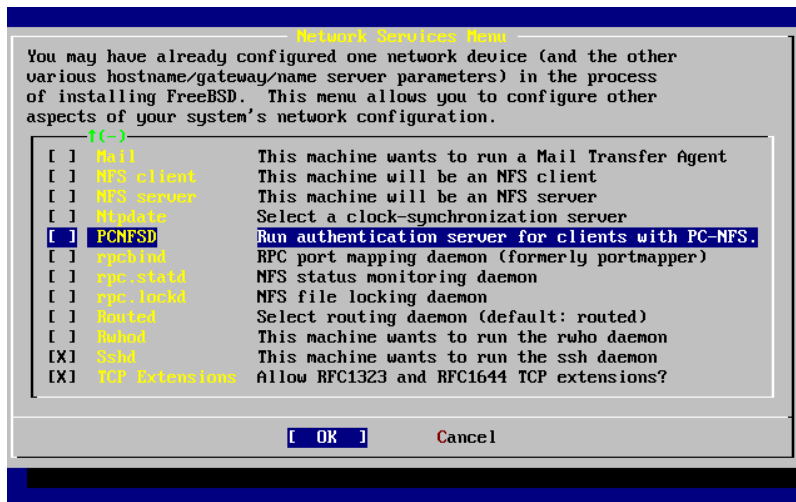 Network Services Menu
You may have already configured one network device (and the other
various hostname/gateway/name server parameters) in the process
of installing FreeBSD.  This menu allows you to configure other
aspects of your system's network configuration.
↑(-)
[ ] Mail This machine wants to run a Mail Transfer Agent
[ ] NFS client This machine will be an NFS client
[ ] NFS server This machine will be an NFS server
[ ] Ntpdate Select a clock-synchronization server
[ ] PCNFSD Run authentication server for clients with PC-NFS.
[ ] rpcbind RPC port mapping daemon (formerly portmapper)
[ ] rpc.statd NFS status monitoring daemon
[ ] rpc.lockd NFS file locking daemon
[ ] Routed Select routing daemon (default: routed)
[ ] Rwhod This machine wants to run the rwho daemon
[X] Sshd This machine wants to run the ssh daemon
[X] TCP Extensions Allow RFC1323 and RFC1644 TCP extensions?
[ OK ] Cancel